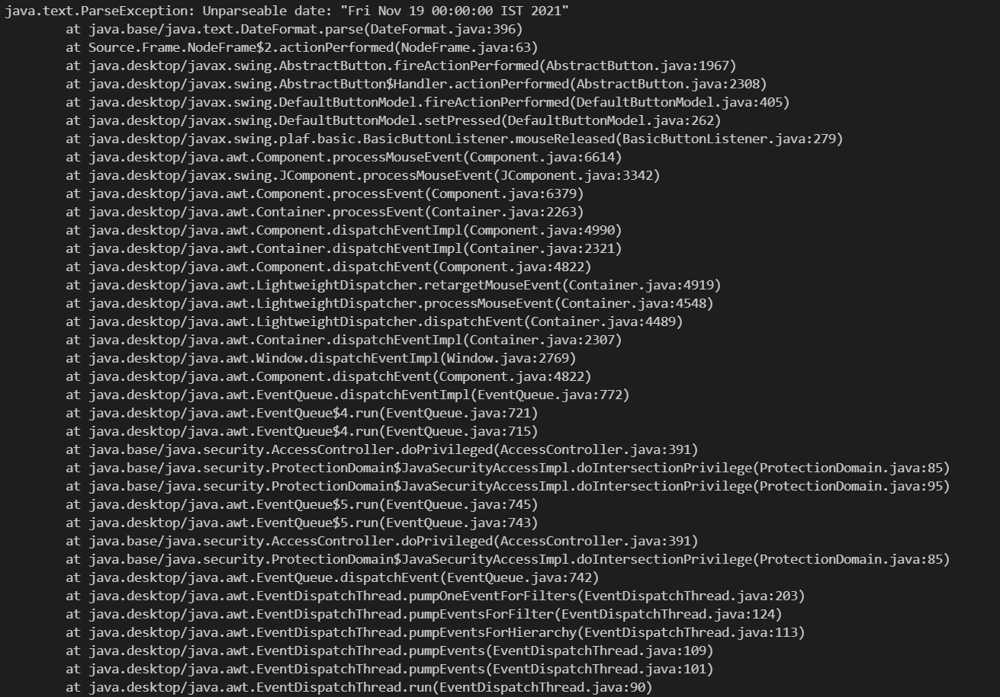 java.text.ParseException: Unparseable date: "Fri Nov 19 00:00:00 IST 2021"
at java.base/java.text.DateFormat.parse(DateFormat.java:396)
at Source.Frame.NodeFrame$2.actionPerformed(NodeFrame.java:63)
at java.desktop/javax.swing.AbstractButton.fireActionPerformed(AbstractButton.java:1967)
at java.desktop/javax.swing.AbstractButton$Handler.actionPerformed(AbstractButton.java:2308)
at java.desktop/javax.swing.DefaultButtonModel.fireActionPerformed(DefaultButtonModel.java:405)
at java.desktop/javax.swing.DefaultButtonModel.setPressed(DefaultButtonModel.java:262)
at java.desktop/javax.swing.plaf.basic.BasicButtonListener.mouseReleased(BasicButtonListener.java:279)
at java.desktop/java.awt.Component.processMouseEvent(Component.java:6614)
at java.desktop/javax.swing.JComponent.processMouseEvent(JComponent.java:3342)
at java.desktop/java.awt.Component.processEvent(Component.java:6379)
at java.desktop/java.awt.Container.processEvent(Container.java:2263)
at java.desktop/java.awt.Component.dispatchEventImpl(Component.java:4990)
at java.desktop/java.awt.Container.dispatchEventImpl(Container.java:2321)
at java.desktop/java.awt.Component.dispatchEvent(Component.java:4822)
at java.desktop/java.awt.LightweightDispatcher.retargetMouseEvent(Container.java:4919)
at java.desktop/java.awt.LightweightDispatcher.processMouseEvent(Container.java:4548)
at java.desktop/java.awt.LightweightDispatcher.dispatchEvent(Container.java:4489)
at java.desktop/java.awt.Container.dispatchEventImpl(Container.java:2307)
at java.desktop/java.awt.Window.dispatchEventImpl(Window.java:2769)
at java.desktop/java.awt.Component.dispatchEvent(Component.java:4822)
at java.desktop/java.awt.EventQueue.dispatchEventImpl(EventQueue.java:772)
at java.desktop/java.awt.EventQueue$4.run(EventQueue.java:721)
at java.desktop/java.awt.EventQueue$4.run(EventQueue.java:715)
at java.base/java.security.AccessController.doPrivileged(AccessController.java:391)
at java.base/java.security.ProtectionDomain$JavaSecurityAccessImpl.doIntersectionPrivilege(ProtectionDomain.java:85)
at java.base/java.security.ProtectionDomain$JavaSecurityAccessImpl.doIntersectionPrivilege(ProtectionDomain.java:95)
at java.desktop/java.awt.EventQueue$5.run(EventQueue.java:745)
at java.desktop/java.awt.EventQueue$5.run(EventQueue.java:743)
at java.base/java.security.AccessController.doPrivileged(AccessController.java:391)
at java.base/java.security.ProtectionDomain$JavaSecurityAccessImpl.doIntersectionPrivilege(ProtectionDomain.java:85)
at java.desktop/java.awt.EventQueue.dispatchEvent(EventQueue.java:742)
at java.desktop/java.awt.EventDispatchThread.pumpOneEventForFilters(EventDispatchThread.java:203)
at java.desktop/java.awt.EventDispatchThread.pumpEventsForFilter(EventDispatchThread.java:124)
at java.desktop/java.awt.EventDispatchThread.pumpEventsForHierarchy(EventDispatchThread.java:113)
at java.desktop/java.awt.EventDispatchThread.pumpEvents(EventDispatchThread.java:109)
at java.desktop/java.awt.EventDispatchThread.pumpEvents(EventDispatchThread.java:101)
at java.desktop/java.awt.EventDispatchThread.run(EventDispatchThread.java:90)